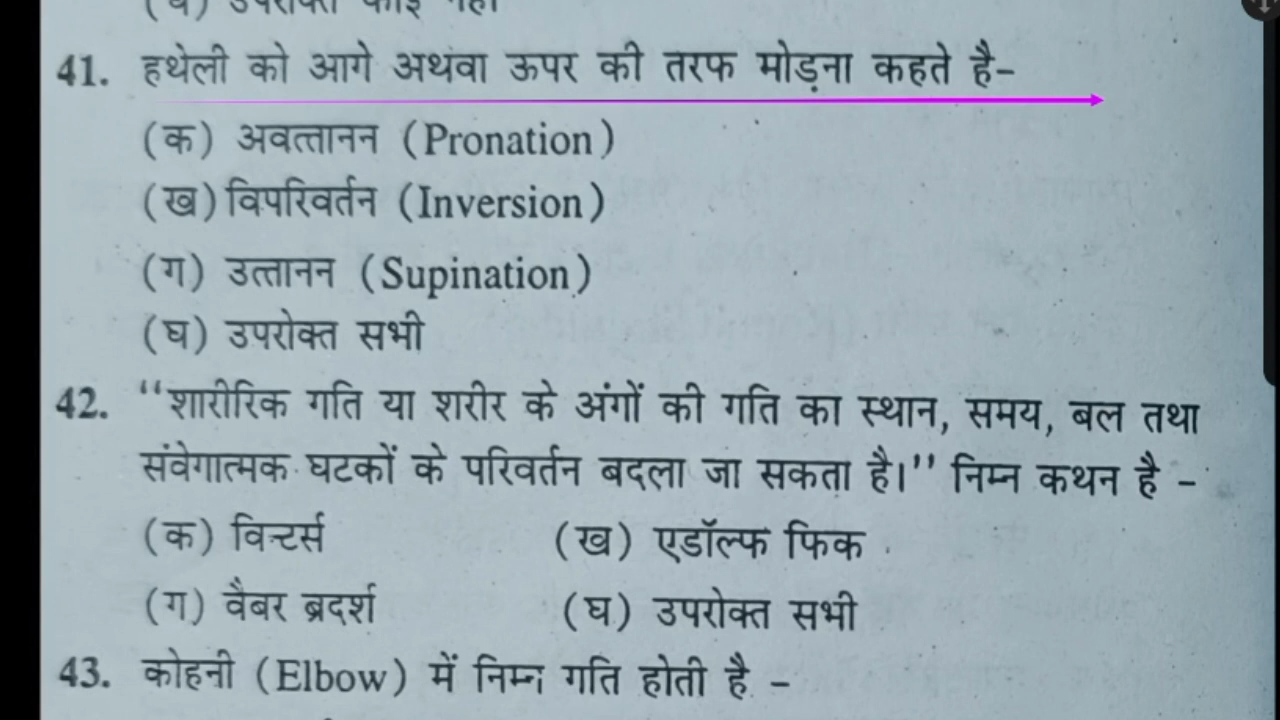 (घ) उपरोक्त कोई नहीं
41. हथेली को आगे अथवा ऊपर की तरफ मोड़ना कहते है-
(क) अवत्तानन (Pronation)
(ख) विपरिवर्तन (Inversion)
(ग) उत्तानन (Supination)
(घ) उपरोक्त सभी
42. “शारीरिक गति या शरीर के अंगों की गति का स्थान, समय, बल तथा
संवेगात्मक घटकों के परिवर्तन बदला जा सकता है।” निम्न कथन है -
(क) विन्टर्स (ख) एडॉल्फ फिक
(ग) वैबर ब्रदर्श (घ) उपरोक्त सभी
43. कोहनी (Elbow) में निम्न गति होती है -